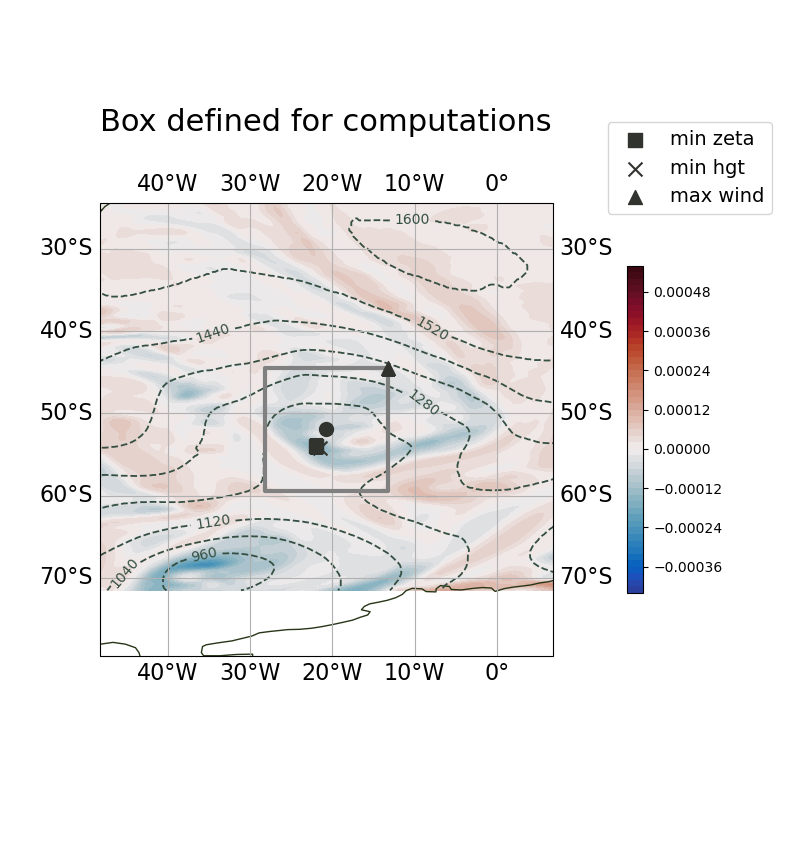 Box defined for computations
min zeta
min hgt
max wind
40°W 30°W 20°W 10°W 0°
30°S 30°S
40°S 40°S
50°S 50°S
60°S 60°S
70°S 70°S
1600
1520
1440
1280
1120
960
1040
40°W 30°W 20°W 10°W 0°
0.00048
0.00036
0.00024
0.00012
0.00000
−0.00012
−0.00024
−0.00036